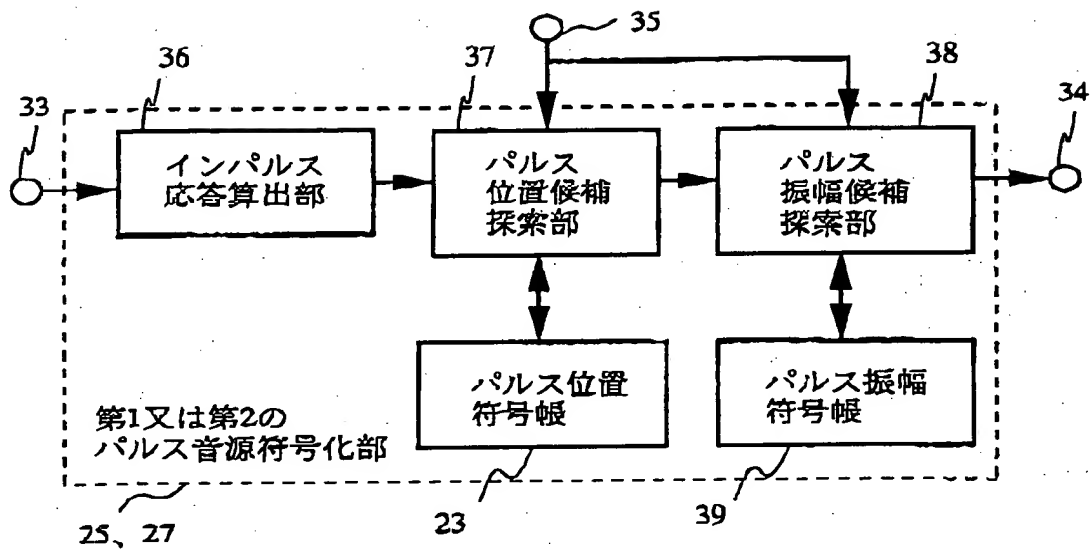 35
36
37
38
33
34
インパルス
応答算出部
パルス
位置候補
探索部
パルス
振幅候補
探索部
パルス位置
符号帳
パルス振幅
符号帳
第1又は第2の
パルス音源符号化部
25、27
23
39